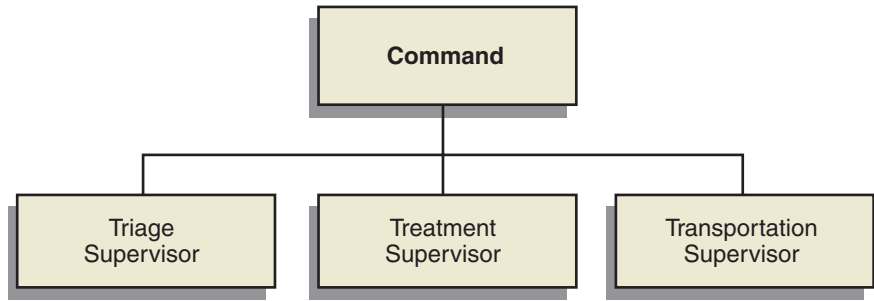 Command
Triage
Supervisor
Treatment
Supervisor
Transportation
Supervisor